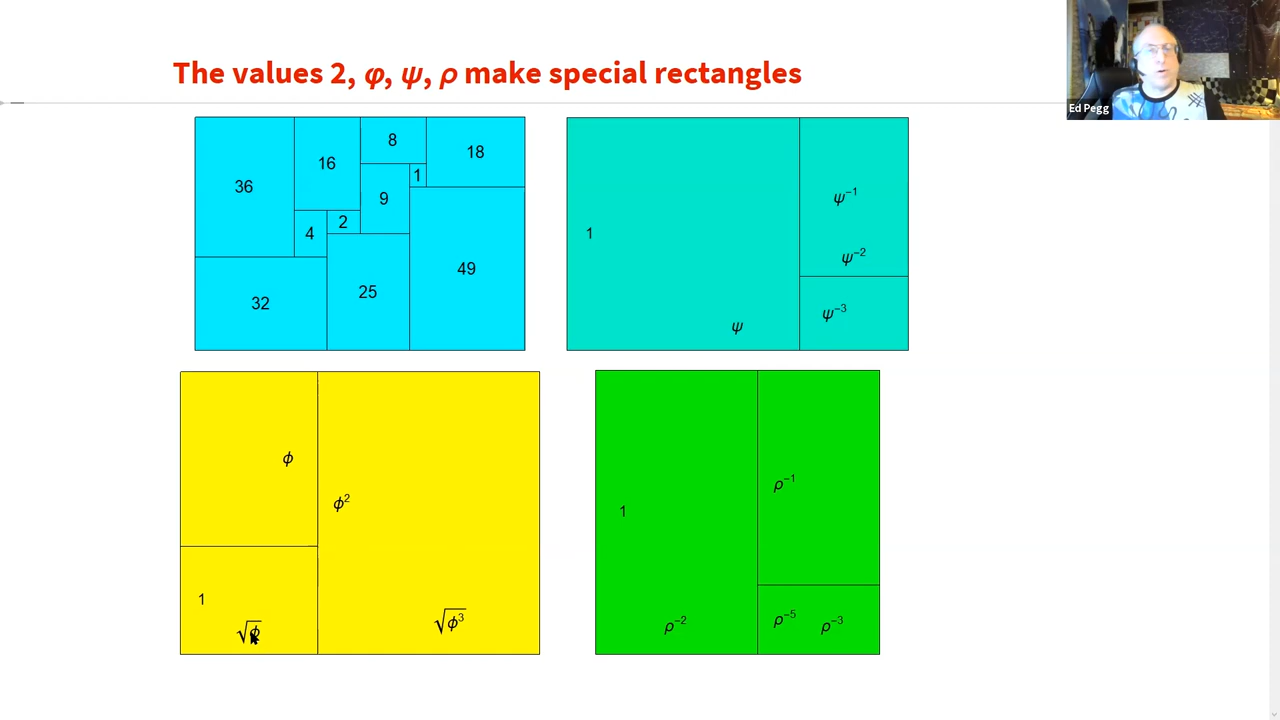 The values 2, φ, ψ, ρ make special rectangles
Ed Pegg
36
16
8
18
1
9
4
2
49
32
25
1
ψ⁻¹
ψ⁻²
ψ⁻³
ψ
ϕ
ϕ²
1
√ϕ
√ϕ³
1
ρ⁻¹
ρ⁻²
ρ⁻⁵ ρ⁻³